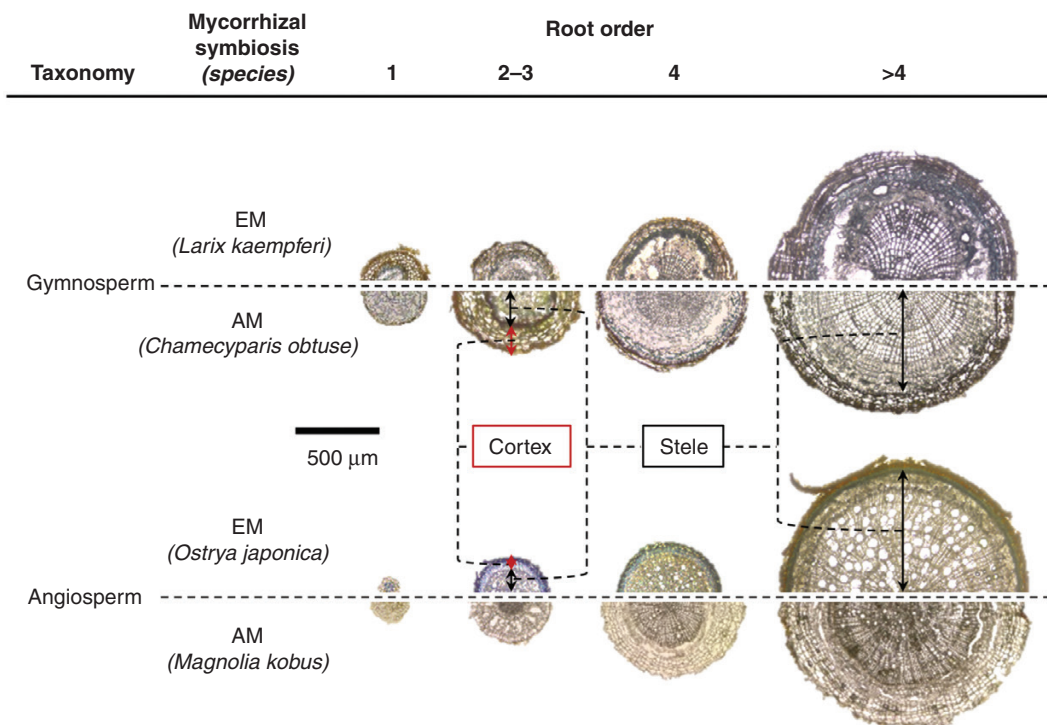 Taxonomy
Mycorrhizal
symbiosis
(species)
Root order
1
2–3
4
>4
EM
(Larix kaempferi)
Gymnosperm
AM
(Chamecyparis obtuse)
500 μm
Cortex
Stele
EM
(Ostrya japonica)
Angiosperm
AM
(Magnolia kobus)